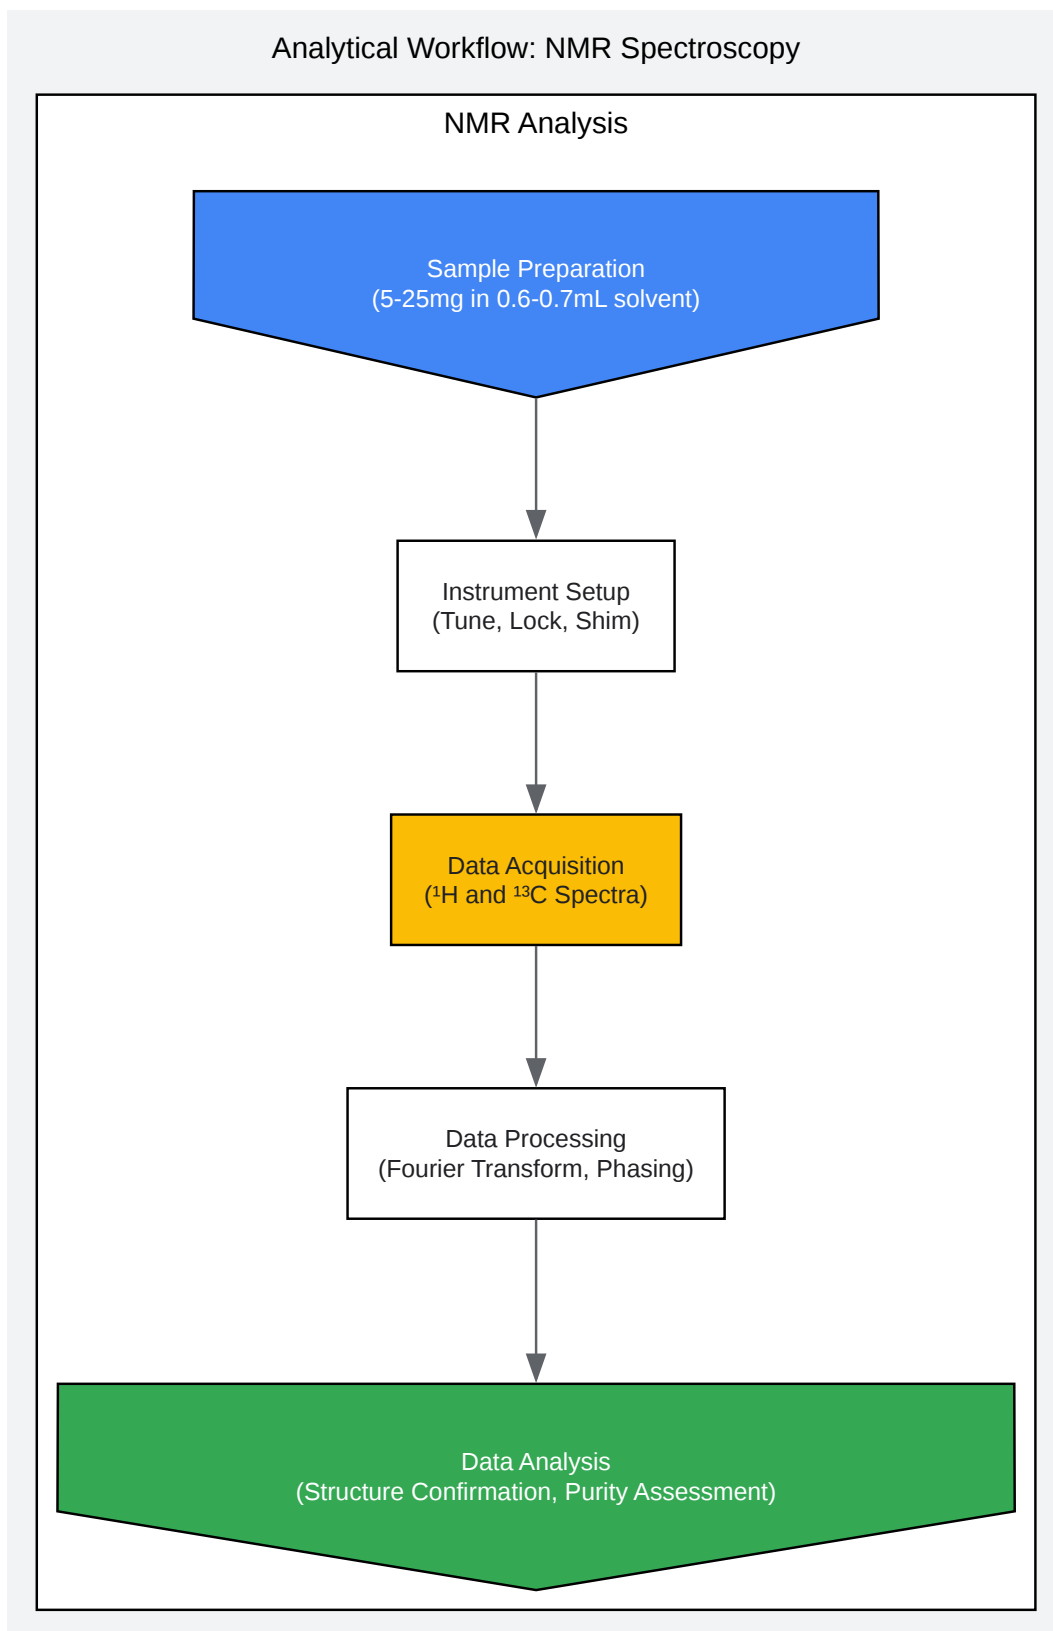 Analytical Workflow: NMR Spectroscopy
NMR Analysis
Sample Preparation
(5-25mg in 0.6-0.7mL solvent)
Instrument Setup
(Tune, Lock, Shim)
Data Acquisition
(¹H and ¹³C Spectra)
Data Processing
(Fourier Transform, Phasing)
Data Analysis
(Structure Confirmation, Purity Assessment)